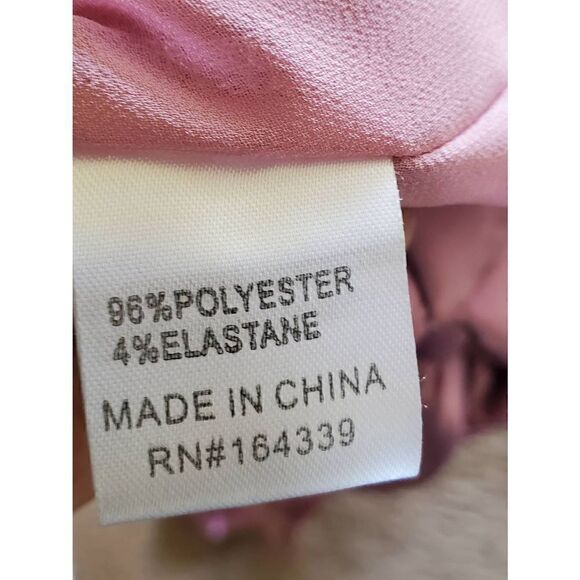 96%POLYESTER
4%ELASTANE
MADE IN CHINA
RN#164339